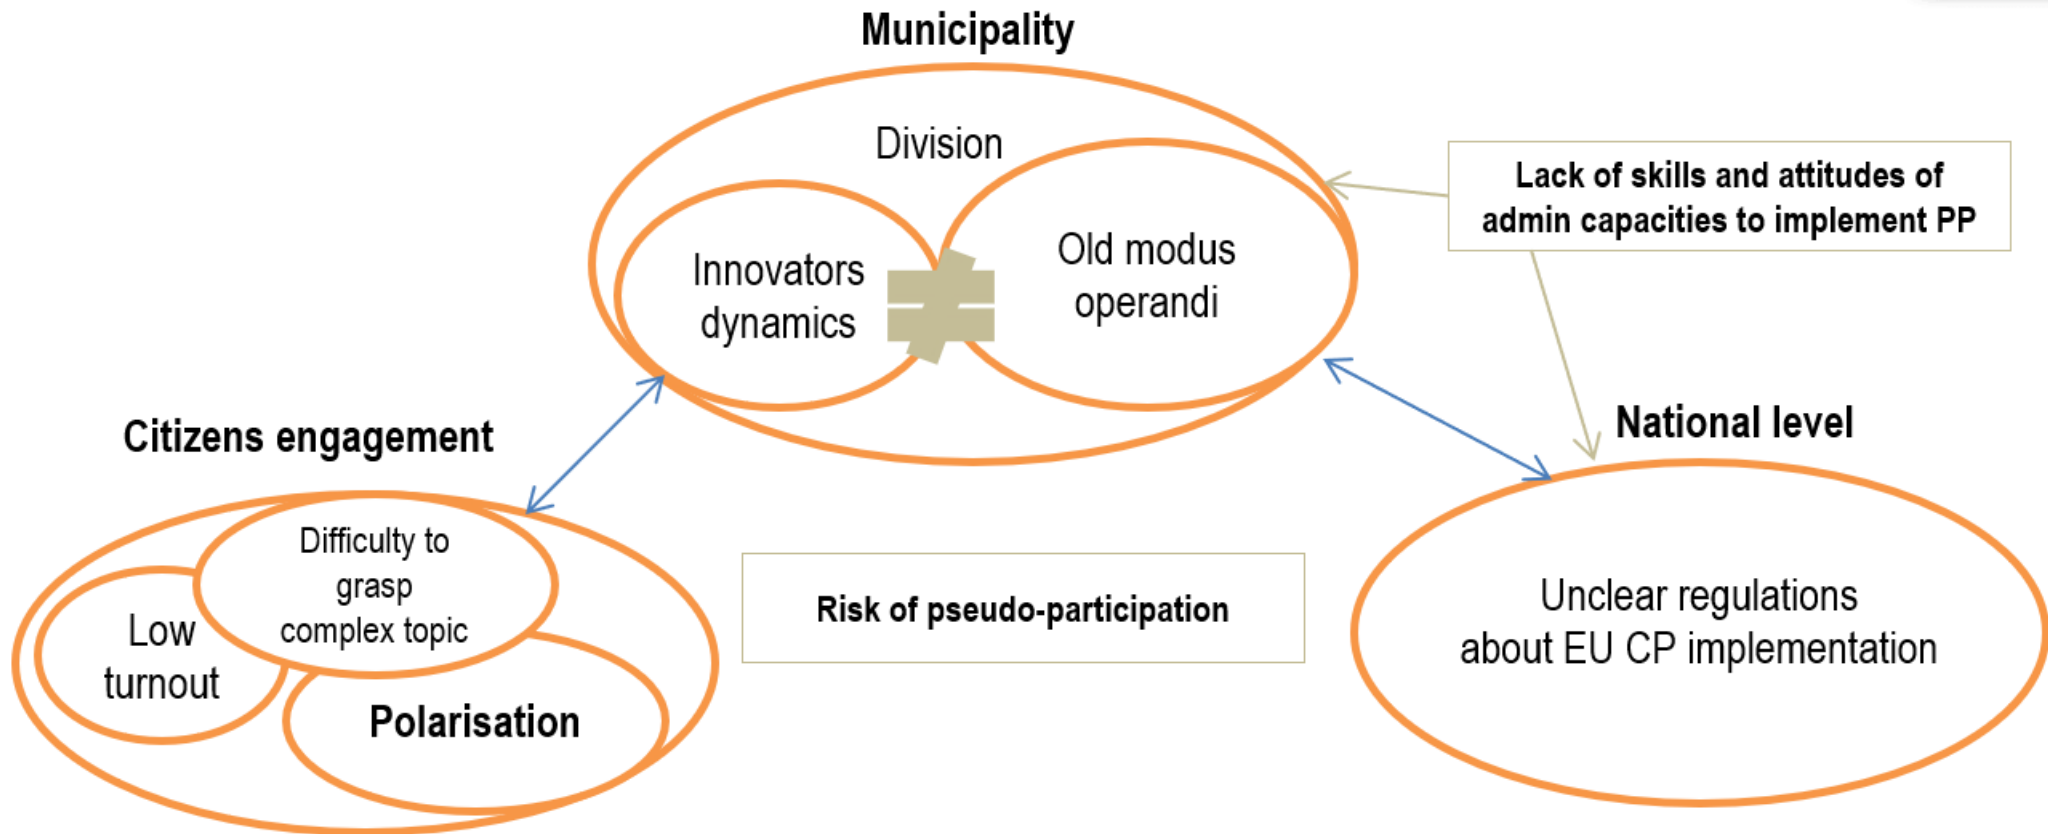 Municipality
Division
Innovators
dynamics
Old modus
operandi
Lack of skills and attitudes of
admin capacities to implement PP
Citizens engagement
Difficulty to
grasp
complex topic
Low
turnout
Polarisation
Risk of pseudo-participation
National level
Unclear regulations
about EU CP implementation